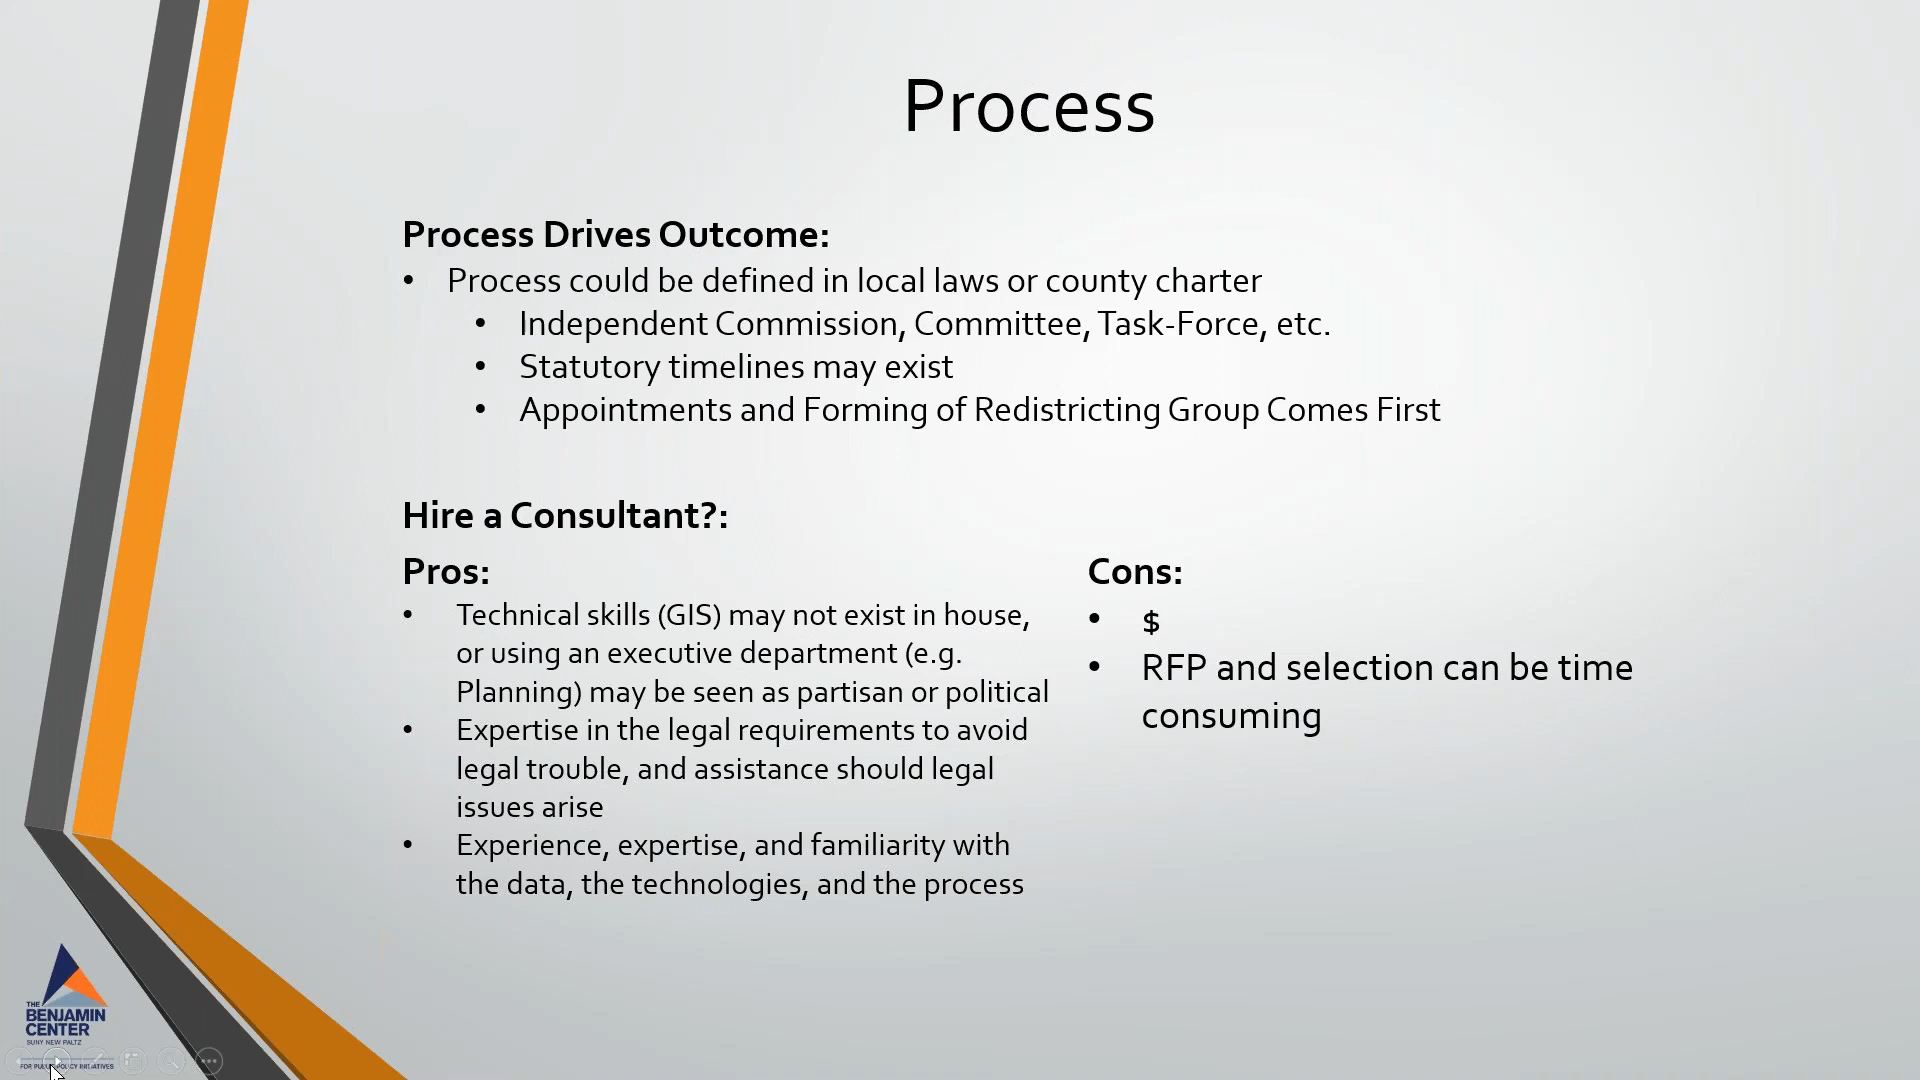 Process
Process Drives Outcome:
• Process could be defined in local laws or county charter
• Independent Commission, Committee, Task-Force, etc.
• Statutory timelines may exist
• Appointments and Forming of Redistricting Group Comes First
Hire a Consultant?:
Pros:
• Technical skills (GIS) may not exist in house,
or using an executive department (e.g.
Planning) may be seen as partisan or political
• Expertise in the legal requirements to avoid
legal trouble, and assistance should legal
issues arise
• Experience, expertise, and familiarity with
the data, the technologies, and the process
Cons:
• $
• RFP and selection can be time
consuming
THE
BENJAMIN
CENTER
SUNY NEW PALTZ
FOR PUBLIC POLICY INITIATIVES